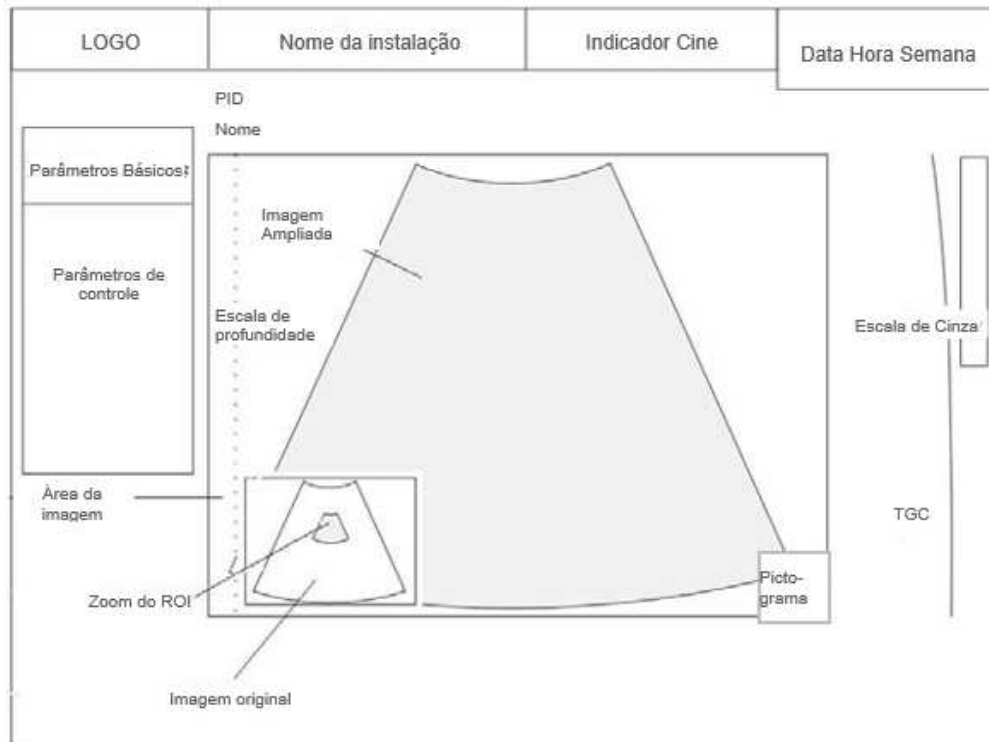 LOGO
Nome da instalação
Indicador Cine
Data Hora Semana
PID
Nome
Parâmetros Básicos
Imagem
Ampliada
Parâmetros de
controle
Escala de
profundidade
Escala de Cinza
Área da
imagem
TGC
Zoom do ROI
Picto-
grama
Imagem original